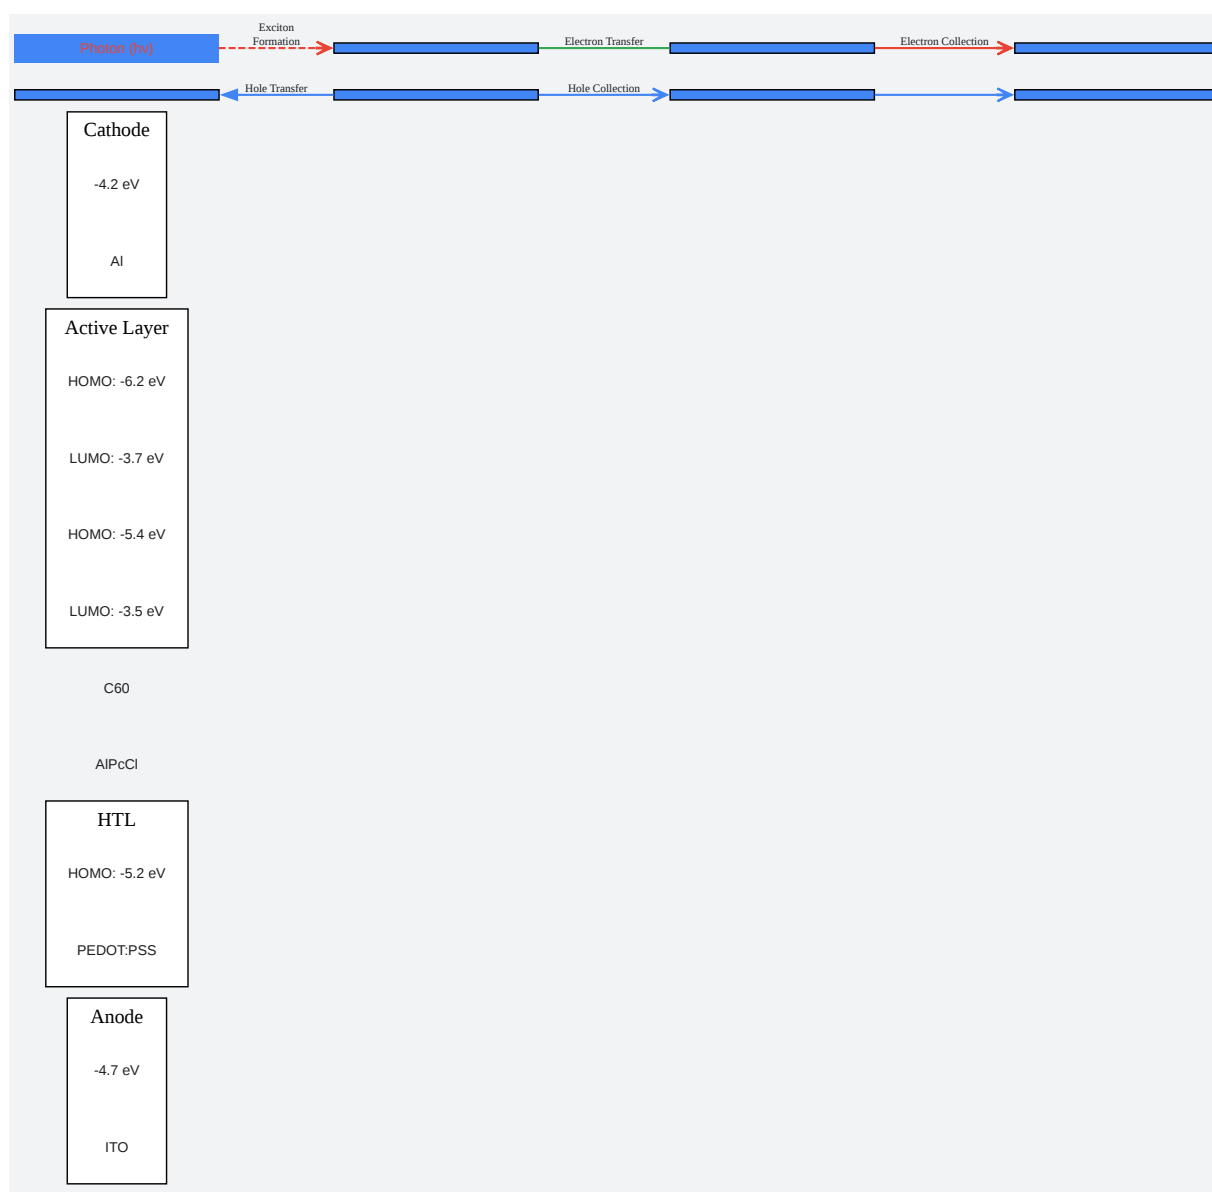 Exciton
Formation
Photon (hv)
Electron Transfer
Electron Collection
Hole Transfer
Hole Collection
Cathode
-4.2 eV
Al
Active Layer
HOMO: -6.2 eV
LUMO: -3.7 eV
HOMO: -5.4 eV
LUMO: -3.5 eV
C60
AlPcCl
HTL
HOMO: -5.2 eV
PEDOT:PSS
Anode
-4.7 eV
ITO